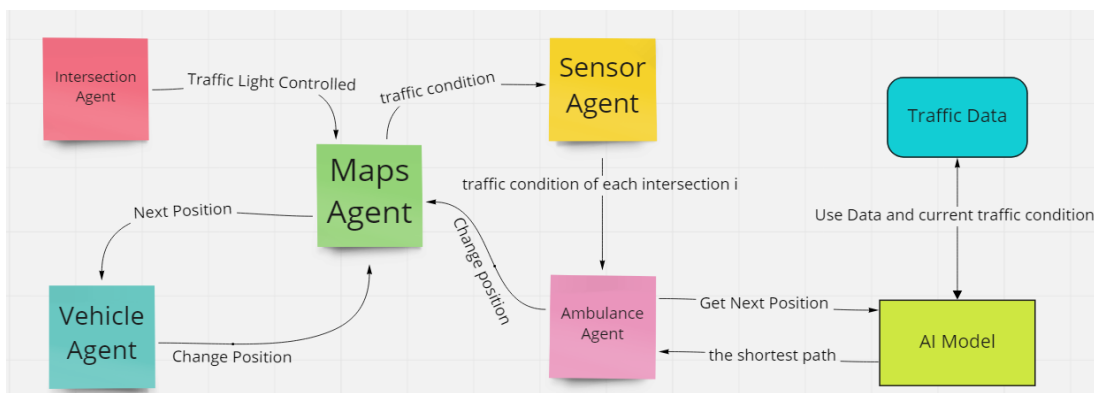 Intersection
Agent
Traffic Light Controlled
traffic condition
Sensor
Agent
Traffic Data
Maps
Agent
traffic condition of each intersection i
Next Position
Change position
Use Data and current traffic condition
Vehicle
Agent
Change Position
Ambulance
Agent
Get Next Position
the shortest path
AI Model